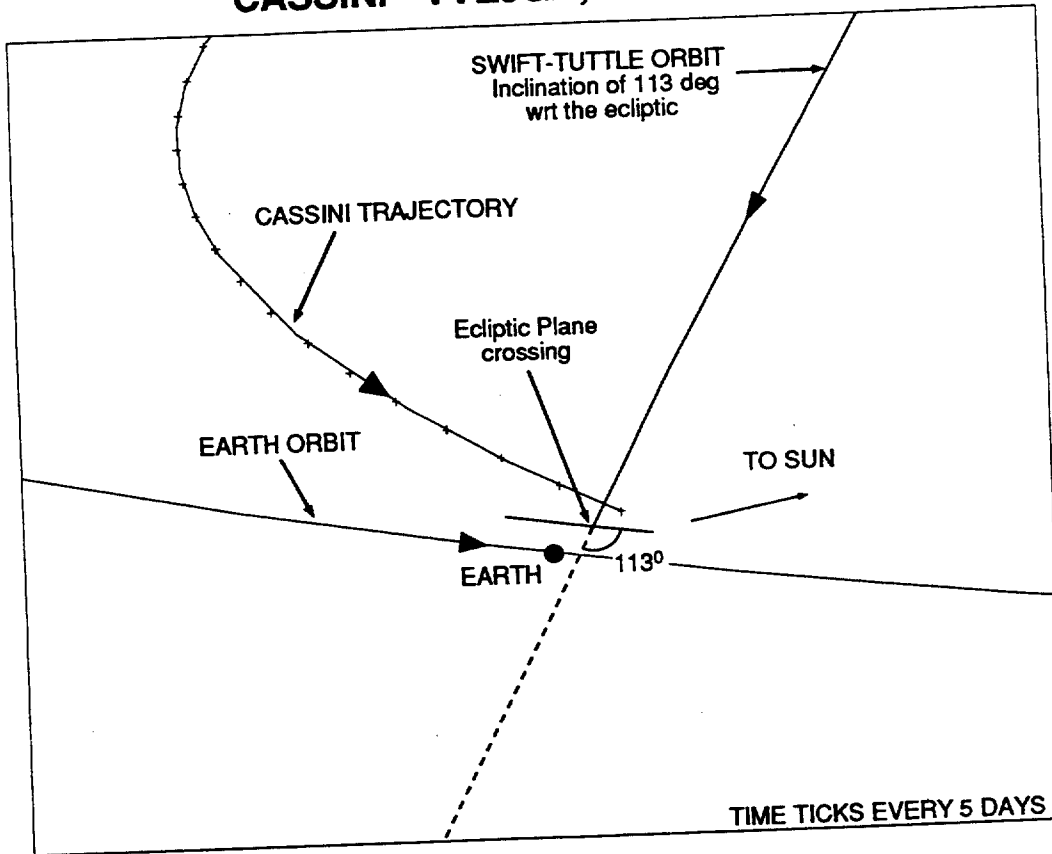 CASSINI
SWIFT-TUTTLE ORBIT
Inclination of 113 deg
wrt the ecliptic
CASSINI TRAJECTORY
Ecliptic Plane
crossing
EARTH ORBIT
TO SUN
EARTH
113⁰
TIME TICKS EVERY 5 DAYS